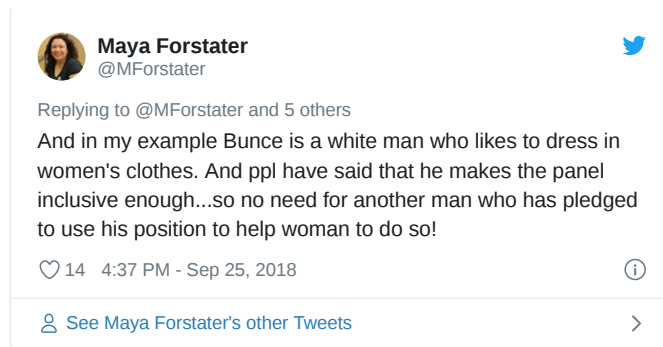 Maya Forstater
@MForstater
Replying to @MForstater and 5 others
And in my example Bunce is a white man who likes to dress in
women's clothes. And ppl have said that he makes the panel
inclusive enough...so no need for another man who has pledged
to use his position to help woman to do so!
14 4:37 PM - Sep 25, 2018
See Maya Forstater's other Tweets